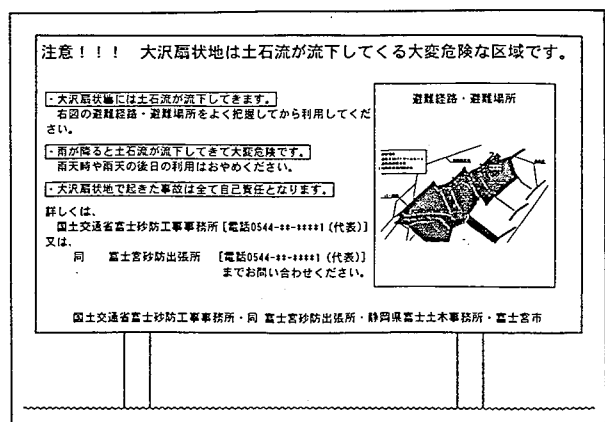 注意！！！　大沢扇状地は土石流が流下してくる大変危険な区域です。
・大沢扇状地には土石流が流下してきます。
右図の避難経路・避難場所をよく把握してから利用してくだ
さい。
・雨が降ると土石流が流下してきて大変危険です。
雨天時や雨天の後日の利用はおやめください。
・大沢扇状地で起きた事故は全て自己責任となります。
詳しくは、
国土交通省富士砂防工事事務所［電話0544-**-****1（代表）］
又は、
同　　富士宮砂防出張所　［電話0544-**-****1（代表）］
までお問い合わせください。
避難経路・避難場所
国土交通省富士砂防工事事務所・同 富士宮砂防出張所・静岡県富士土木事務所・富士宮市